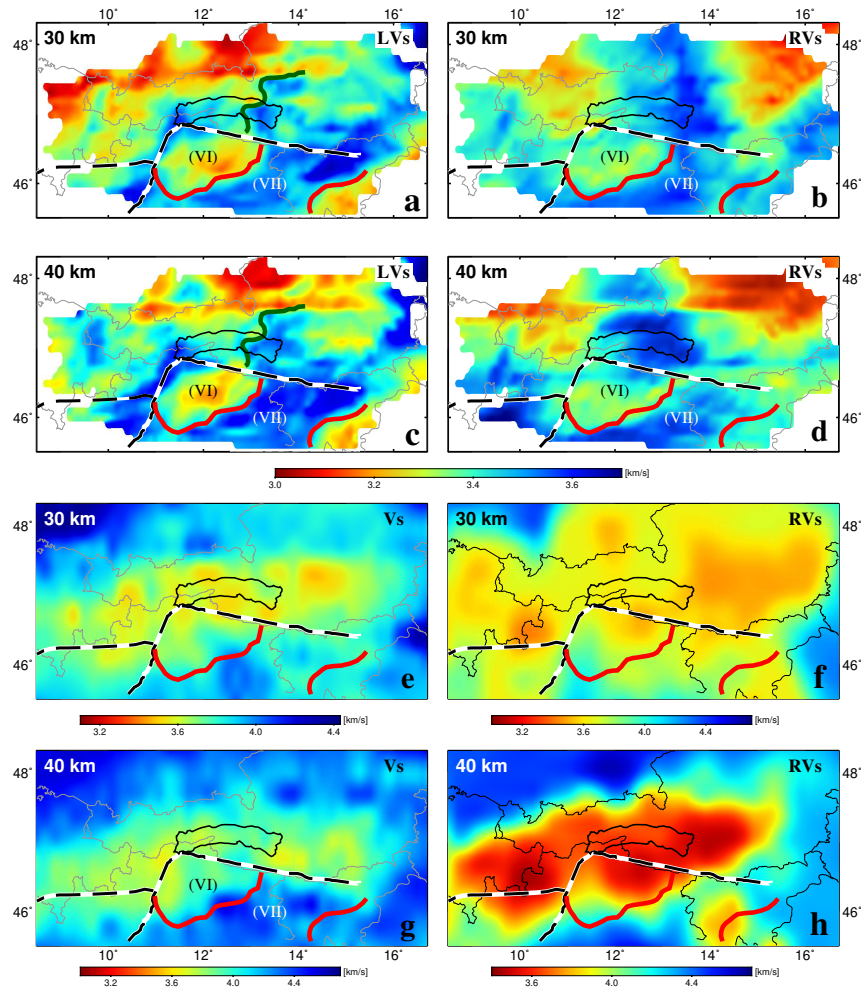 10° 12° 14° 16° 10° 12° 14° 16°
48° 30 km LVs 30 km RVs 48°
(VI) (VI)
46° (VII) a (VII) b 46°
48° 40 km LVs 40 km RVs 48°
(VI) (VI)
46° (VII) c (VII) d 46°
[km/s]
3.0 3.2 3.4 3.6
48° 30 km Vs 30 km RVs 48°
46° e f 46°
[km/s] [km/s]
3.2 3.6 4.0 4.4 3.6 4.0 4.4
48° 40 km Vs 40 km RVs 48°
(VI)
46° (VII) g h 46°
10° 12° 14° 16° 10° 12° 14° 16°
[km/s] [km/s]
3.2 3.6 4.0 4.4 3.6 4.0 4.4